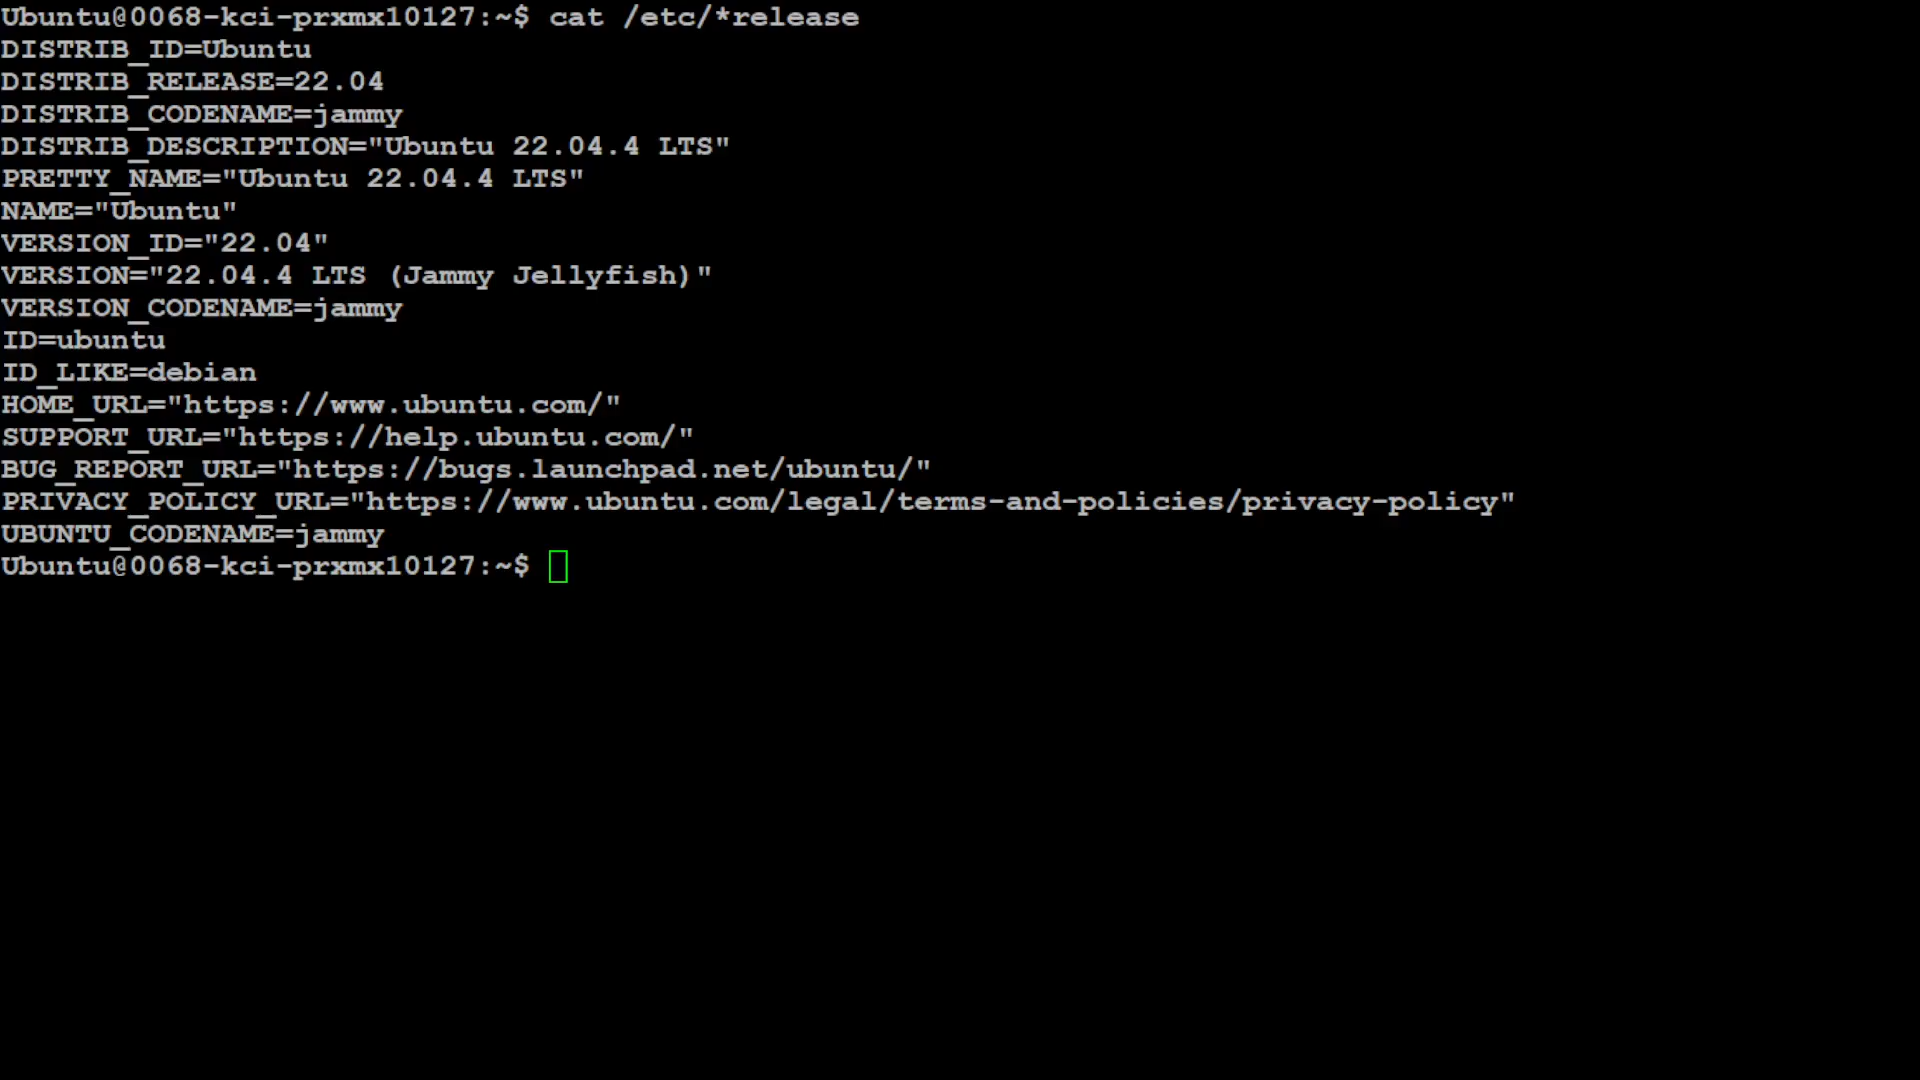 Ubuntu@0068-kci-prxmx10127:~$ cat /etc/*release
DISTRIB_ID=Ubuntu
DISTRIB_RELEASE=22.04
DISTRIB_CODENAME=jammy
DISTRIB_DESCRIPTION="Ubuntu 22.04.4 LTS"
PRETTY_NAME="Ubuntu 22.04.4 LTS"
NAME="Ubuntu"
VERSION_ID="22.04"
VERSION="22.04.4 LTS (Jammy Jellyfish)"
VERSION_CODENAME=jammy
ID=ubuntu
ID_LIKE=debian
HOME_URL="https://www.ubuntu.com/"
SUPPORT_URL="https://help.ubuntu.com/"
BUG_REPORT_URL="https://bugs.launchpad.net/ubuntu/"
PRIVACY_POLICY_URL="https://www.ubuntu.com/legal/terms-and-policies/privacy-policy"
UBUNTU_CODENAME=jammy
Ubuntu@0068-kci-prxmx10127:~$